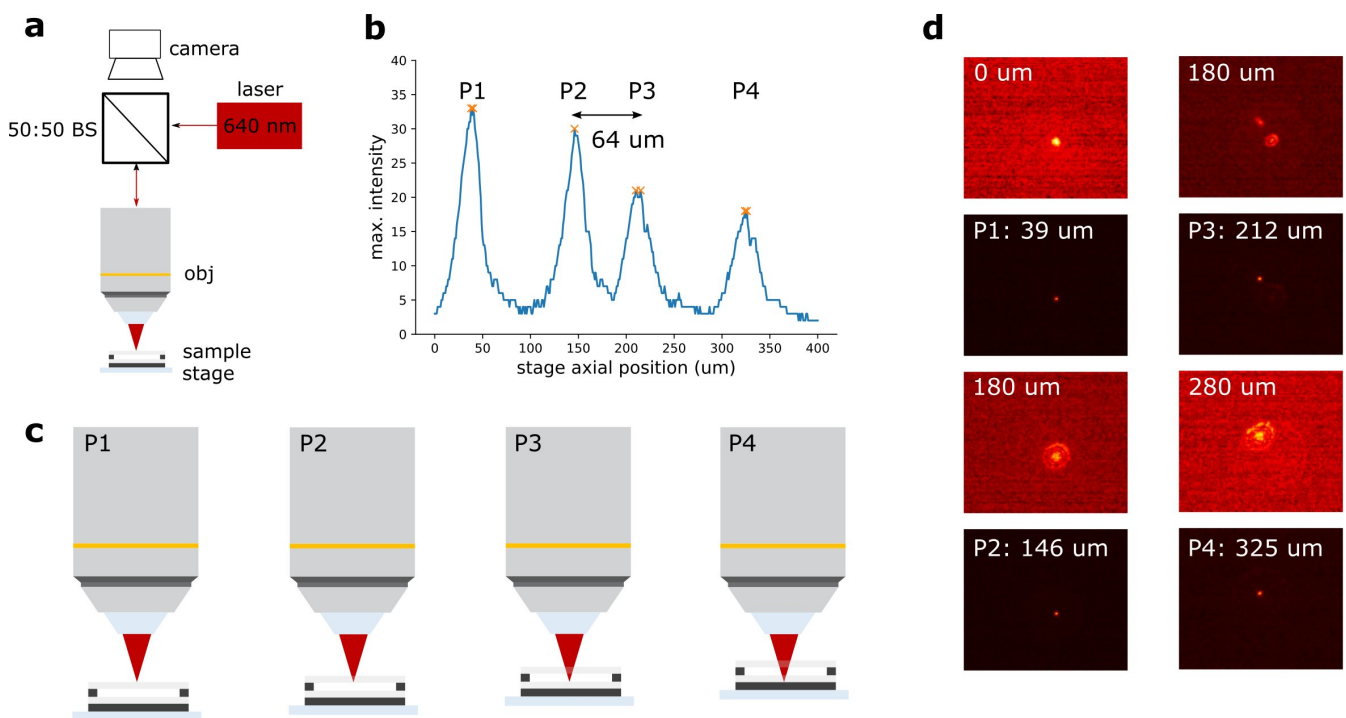 a
camera
laser
50:50 BS
640 nm
obj
sample
stage
b
40
35
30
25
20
15
10
5
0
max. intensity
P1
P2
P3
P4
64 um
0
50
100
150
200
250
300
350
400
stage axial position (um)
c
P1
P2
P3
P4
d
0 um
180 um
P1: 39 um
P3: 212 um
180 um
280 um
P2: 146 um
P4: 325 um